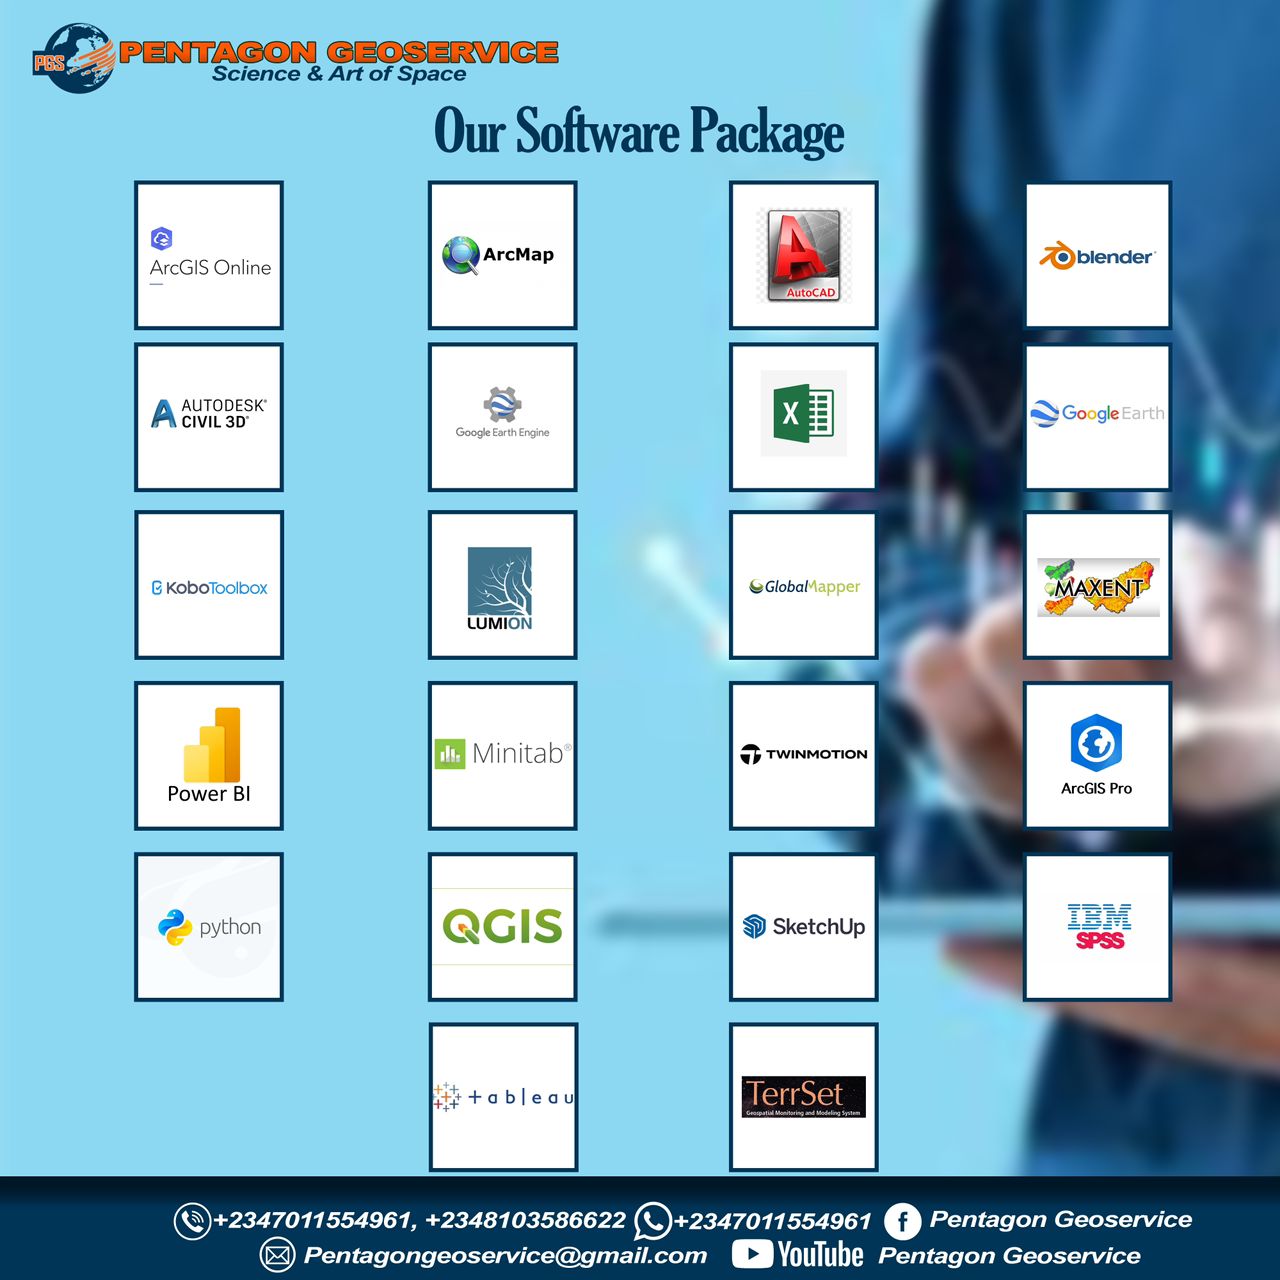 PGS
PENTAGON GEOSERVICE
Science & Art of Space
Our Software Package
ArcGIS Online
ArcMap
A
AutoCAD
blender
AUTODESK®
CIVIL 3D®
Google Earth Engine
X
Google Earth
KoboToolbox
LUMION
GlobalMapper
MAXENT
Power BI
Minitab®
TWINMOTION
ArcGIS Pro
python
QGIS
SketchUp
IBM
SPSS
+ableau
TerrSet
Geospatial Monitoring and Modeling System
+2347011554961, +2348103586622 +2347011554961 f Pentagon Geoservice
Pentagongeoservice@gmail.com YouTube Pentagon Geoservice